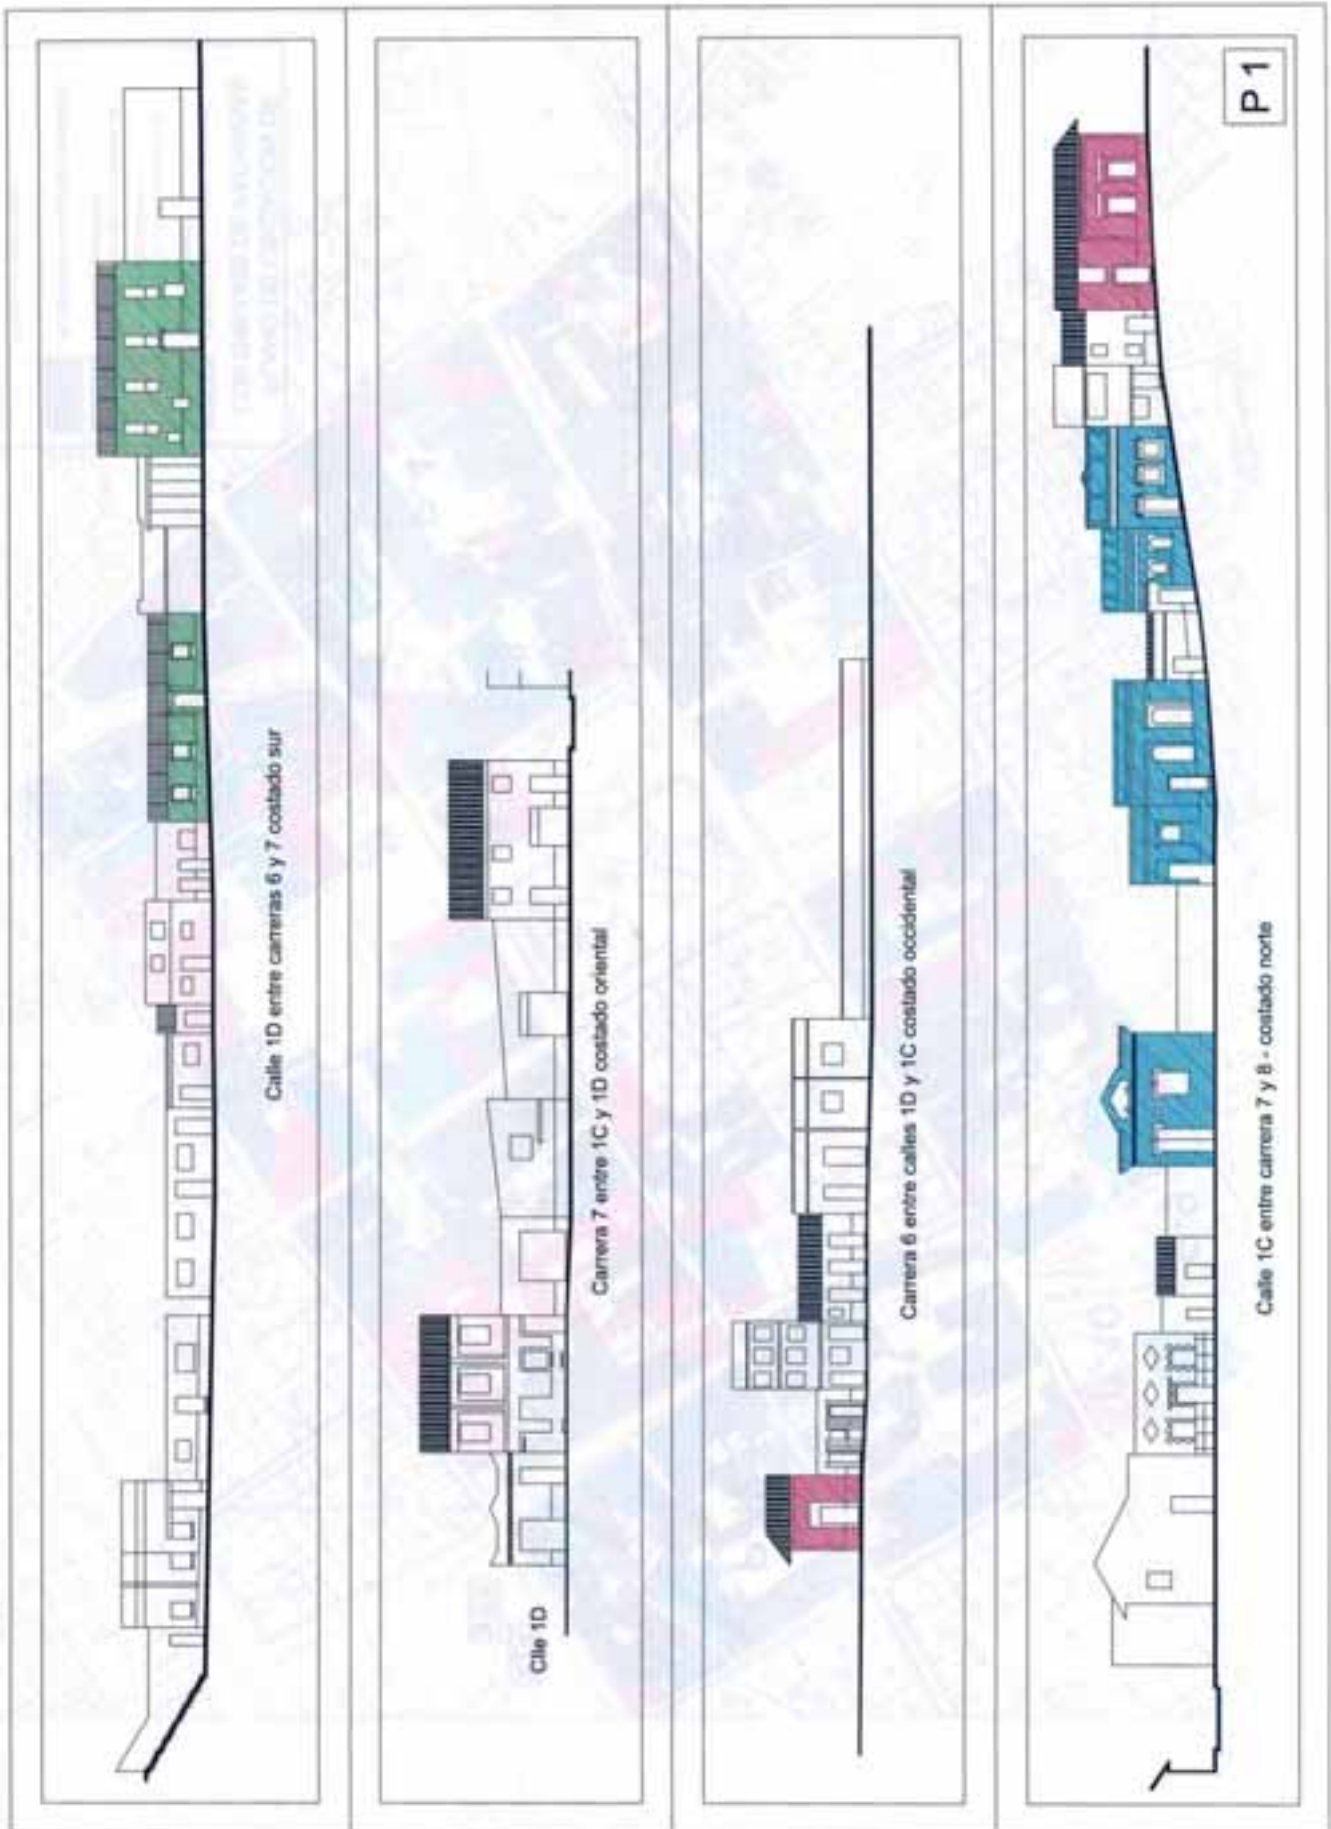 Calle 1D entre carreras 6 y 7 costado sur
Carrera 7 entre 1C y 1D costado oriental
Clle 1D
Carrera 6 entre calles 1D y 1C costado occidental
Calle 1C entre carrera 7 y 8 - costado norte
P 1